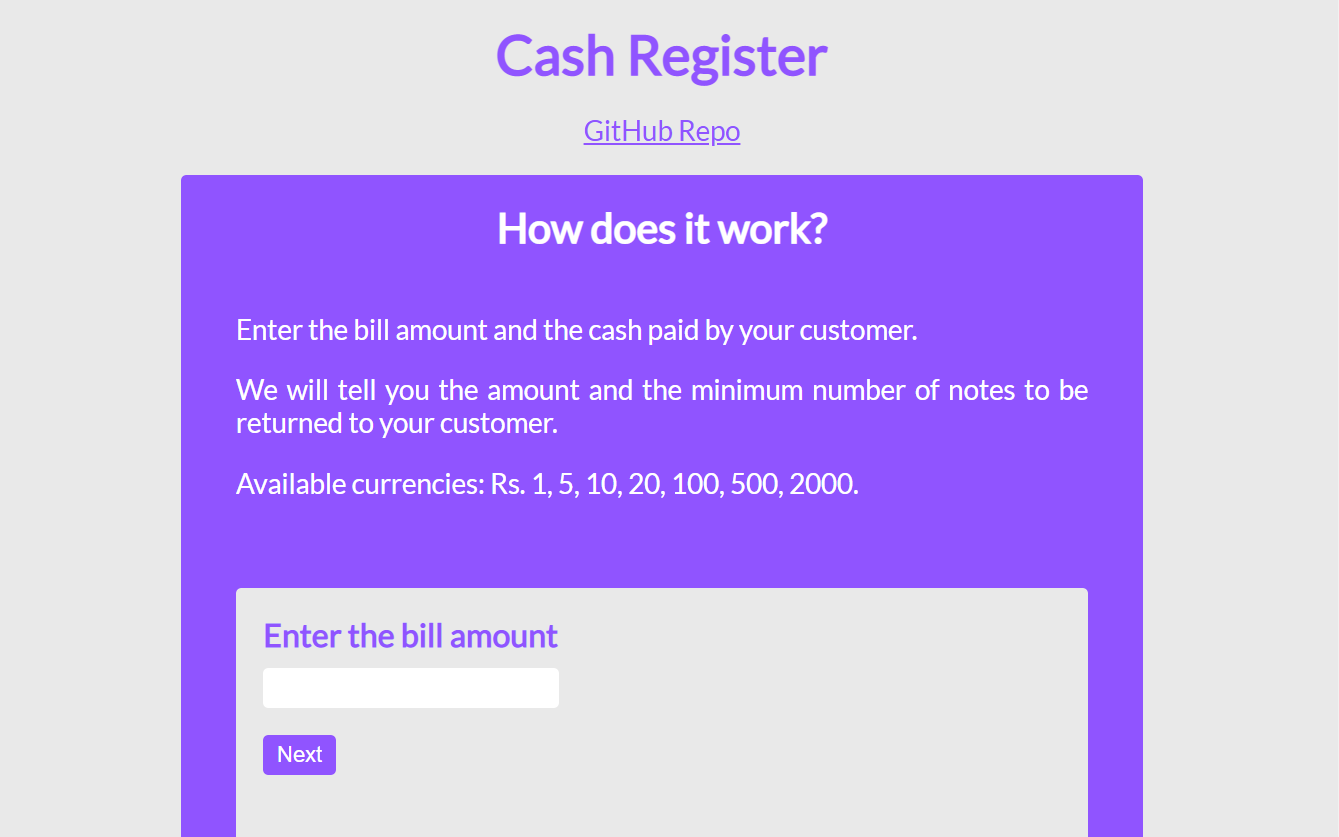 Cash Register
GitHub Repo
How does it work?
Enter the bill amount and the cash paid by your customer.
We will tell you the amount and the minimum number of notes to be
returned to your customer.
Available currencies: Rs. 1, 5, 10, 20, 100, 500, 2000.
Enter the bill amount
Next